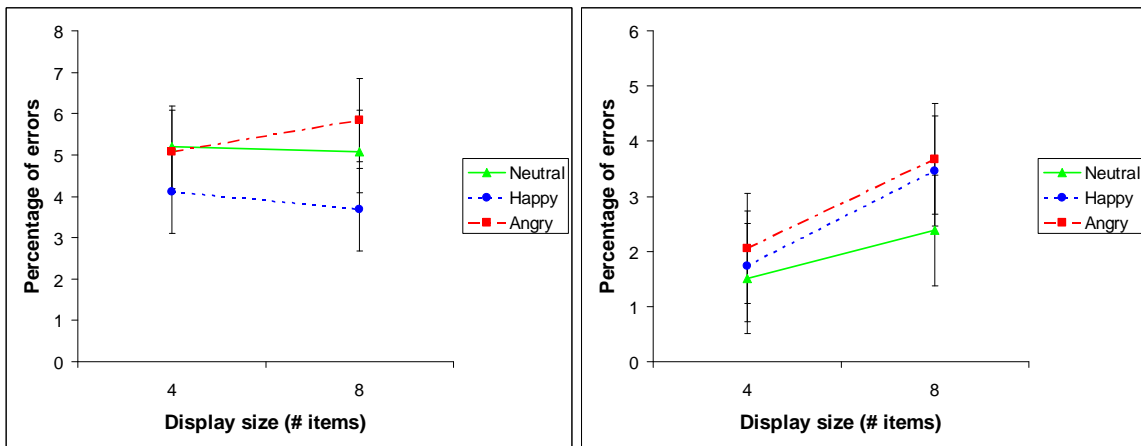 8
7
6
5
4
3
2
1
0
Percentage of errors
4
8
Display size (# items)
Neutral
Happy
Angry
6
5
4
3
2
1
0
Percentage of errors
4
8
Display size (# items)
Neutral
Happy
Angry